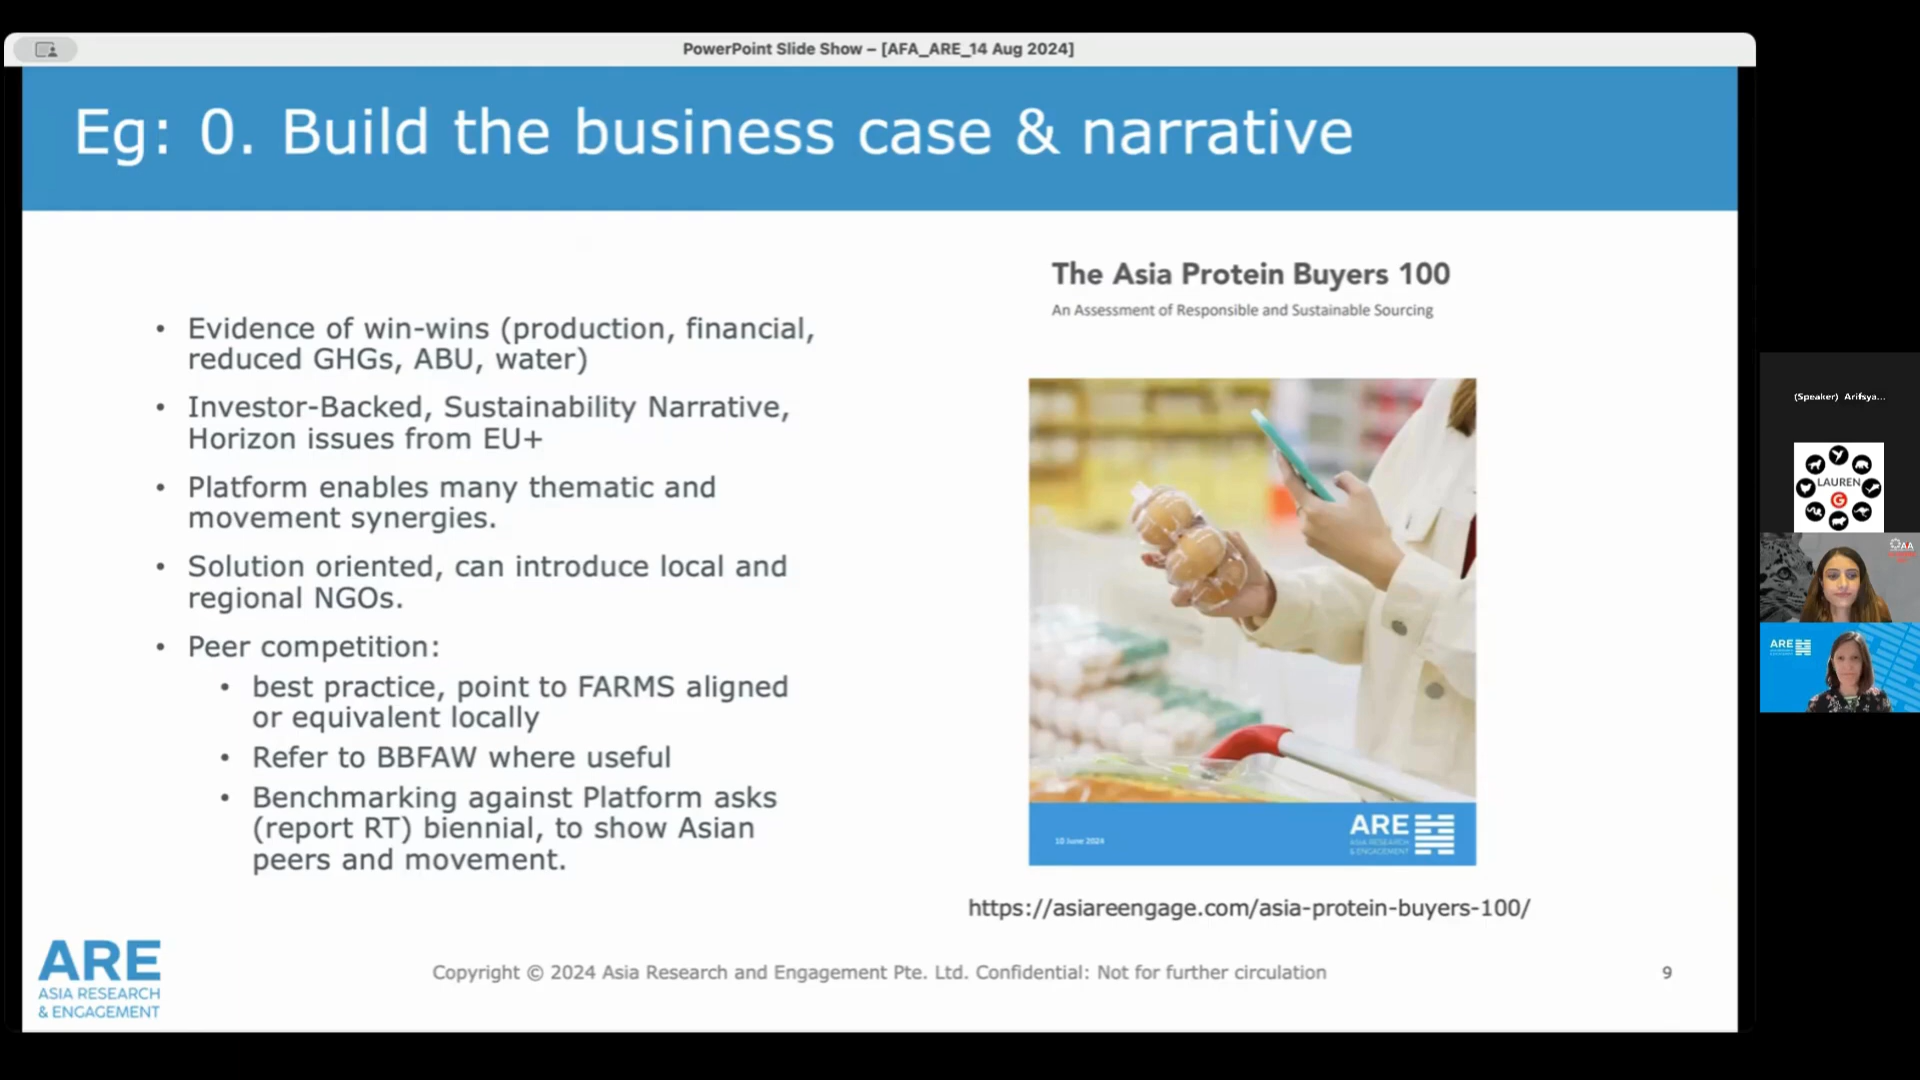 PowerPoint Slide Show – [AFA_ARE_14 Aug 2024]
Eg: 0. Build the business case & narrative
• Evidence of win-wins (production, financial,
reduced GHGs, ABU, water)
• Investor-Backed, Sustainability Narrative,
Horizon issues from EU+
• Platform enables many thematic and
movement synergies.
• Solution oriented, can introduce local and
regional NGOs.
• Peer competition:
• best practice, point to FARMS aligned
or equivalent locally
• Refer to BBFAW where useful
• Benchmarking against Platform asks
(report RT) biennial, to show Asian
peers and movement.
The Asia Protein Buyers 100
An Assessment of Responsible and Sustainable Sourcing
10 June 2024
ARE
ASIA RESEARCH
& ENGAGEMENT
https://asiareengage.com/asia-protein-buyers-100/
ARE
ASIA RESEARCH
& ENGAGEMENT
Copyright © 2024 Asia Research and Engagement Pte. Ltd. Confidential: Not for further circulation
9
(Speaker) Arifsya...
LAUREN
G
ARE